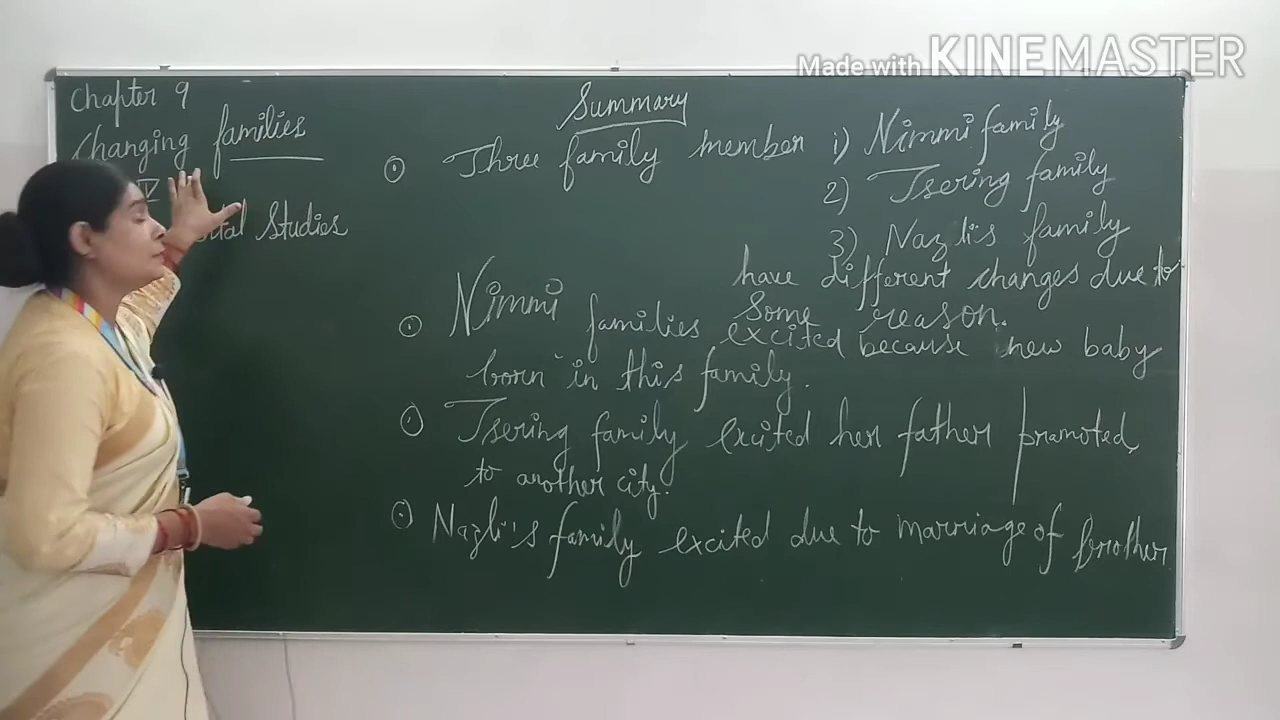 Made with KINEMASTER
Chapter 9
Changing families
IV
ntal Studies
Summary
Three family member
1) Nimmi family
2) Tsering family
3) Nazli's family
have different changes due to
some reason.
Nimmi families excited because new baby
born in this family.
Tsering family excited her father promoted
to another city.
Nazli's family excited due to marriage of brother